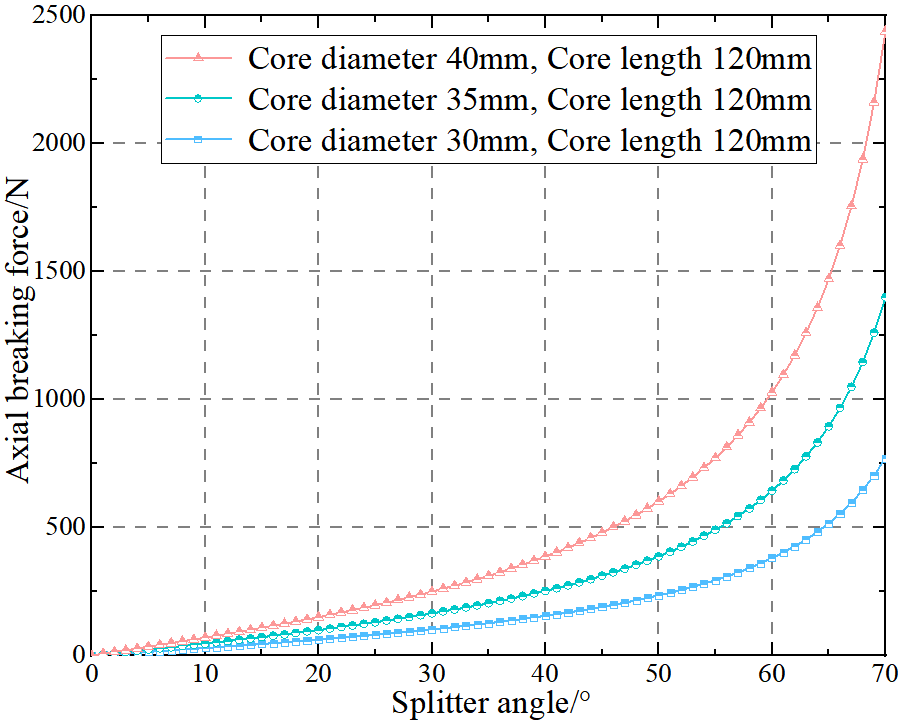 2500
2000
1500
1000
500
0
Axial breaking force/N
Core diameter 40mm, Core length 120mm
Core diameter 35mm, Core length 120mm
Core diameter 30mm, Core length 120mm
0 10 20 30 40 50 60 70
Splitter angle/°